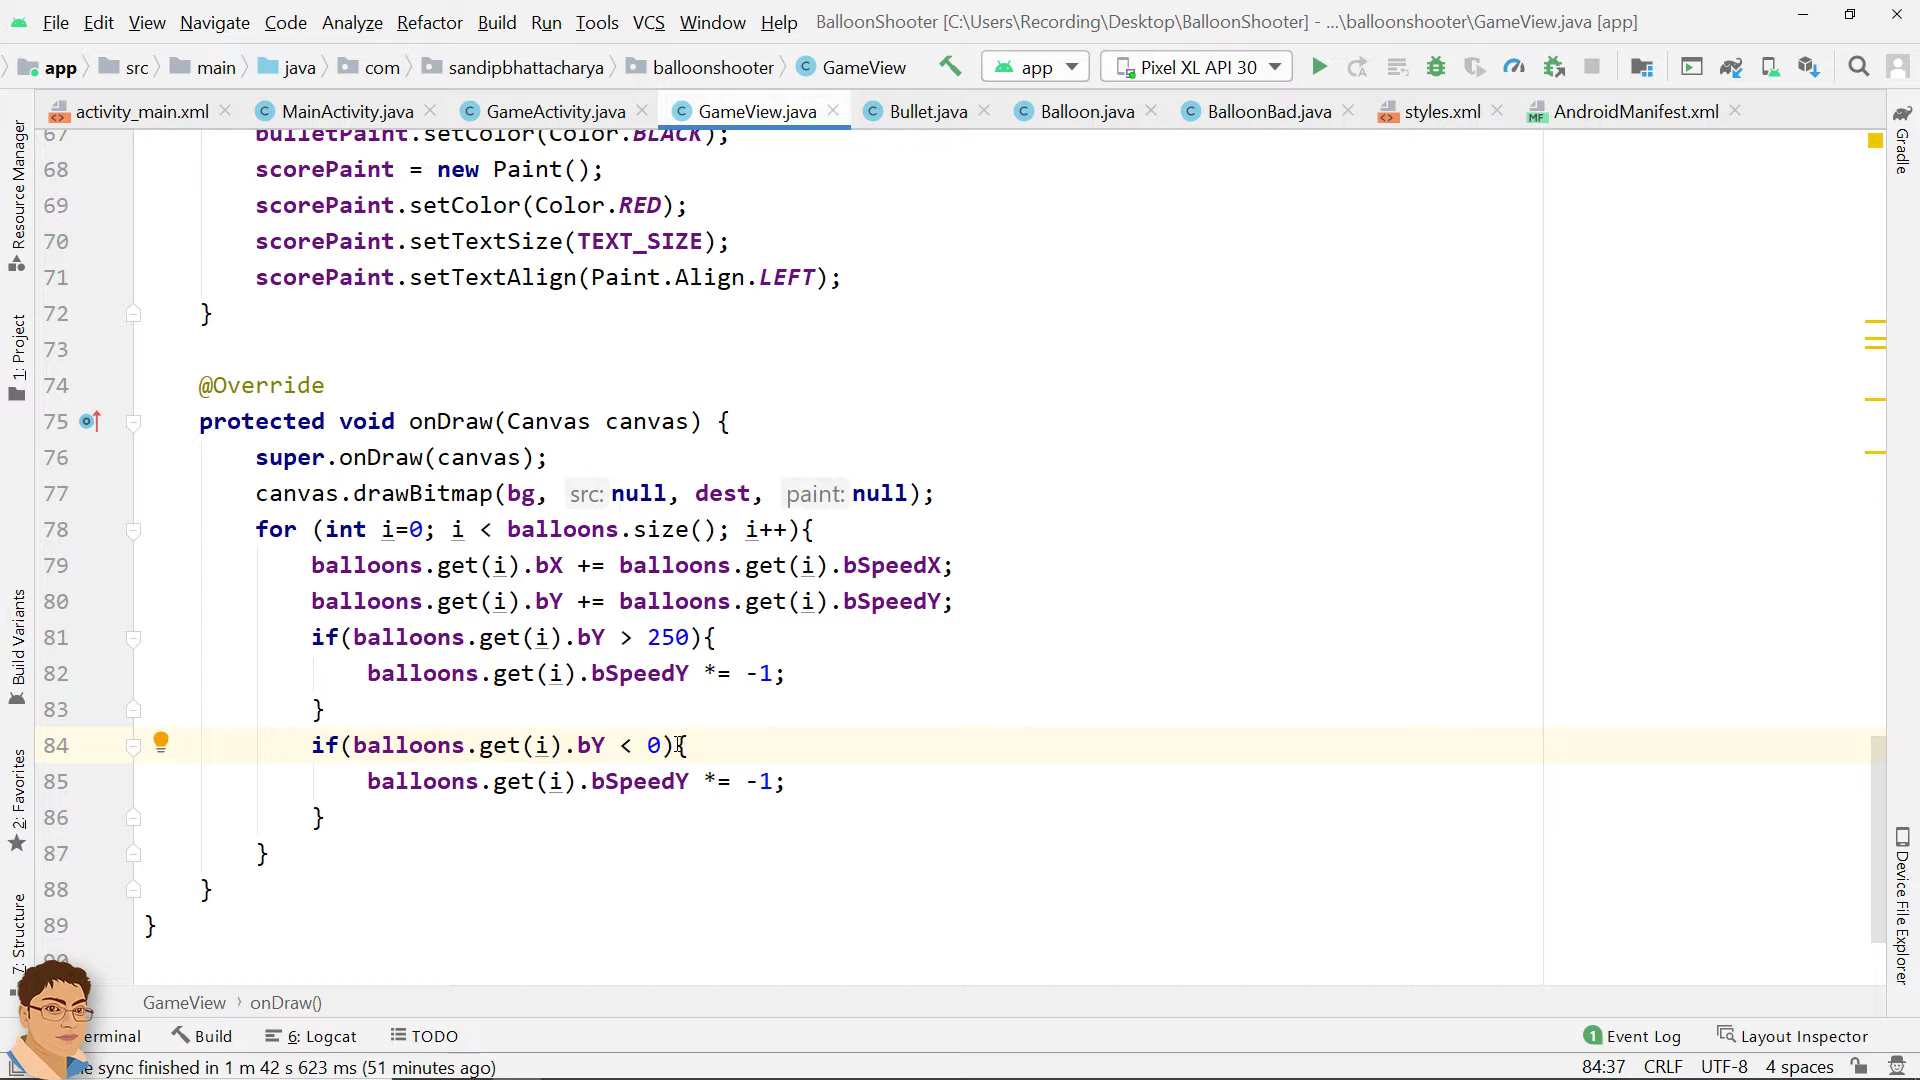 File Edit View Navigate Code Analyze Refactor Build Run Tools VCS Window Help BalloonShooter [C:\Users\Recording\Desktop\BalloonShooter] - ...\balloonshooter\GameView.java [app]
app src main java com sandipbhattacharya balloonshooter GameView app Pixel XL API 30
activity_main.xml MainActivity.java GameActivity.java GameView.java Bullet.java Balloon.java BalloonBad.java styles.xml AndroidManifest.xml
67 bulletPaint.setColor(Color.BLACK);
68 scorePaint = new Paint();
69 scorePaint.setColor(Color.RED);
70 scorePaint.setTextSize(TEXT_SIZE);
71 scorePaint.setTextAlign(Paint.Align.LEFT);
72 }
73
74 @Override
75 protected void onDraw(Canvas canvas) {
76 super.onDraw(canvas);
77 canvas.drawBitmap(bg, src: null, dest, paint: null);
78 for (int i=0; i < balloons.size(); i++){
79 balloons.get(i).bX += balloons.get(i).bSpeedX;
80 balloons.get(i).bY += balloons.get(i).bSpeedY;
81 if(balloons.get(i).bY > 250){
82 balloons.get(i).bSpeedY *= -1;
83 }
84 if(balloons.get(i).bY < 0){
85 balloons.get(i).bSpeedY *= -1;
86 }
87 }
88 }
89 }
90
Resource Manager
1: Project
Build Variants
2: Favorites
7: Structure
Gradle
Device File Explorer
GameView onDraw()
erminal Build 6: Logcat TODO 1 Event Log Layout Inspector
le sync finished in 1 m 42 s 623 ms (51 minutes ago) 84:37 CRLF UTF-8 4 spaces